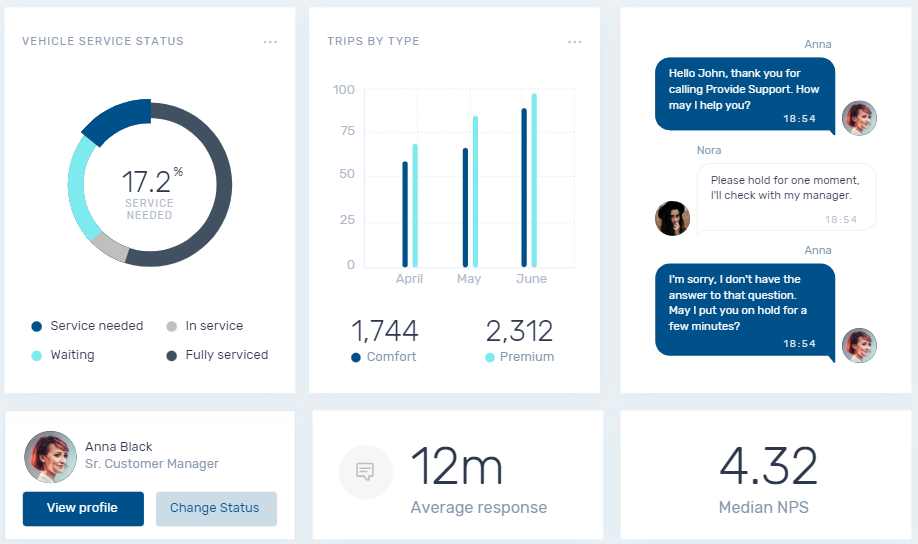 VEHICLE SERVICE STATUS
17.2%
SERVICE
NEEDED
Service needed
In service
Waiting
Fully serviced
TRIPS BY TYPE
100
75
50
25
0
April
May
June
1,744
Comfort
2,312
Premium
Anna
Hello John, thank you for
calling Provide Support. How
may I help you?
18:54
Nora
Please hold for one moment,
I'll check with my manager.
18:54
Anna
I'm sorry, I don't have the
answer to that question.
May I put you on hold for a
few minutes?
18:54
Anna Black
Sr. Customer Manager
View profile
Change Status
12m
Average response
4.32
Median NPS